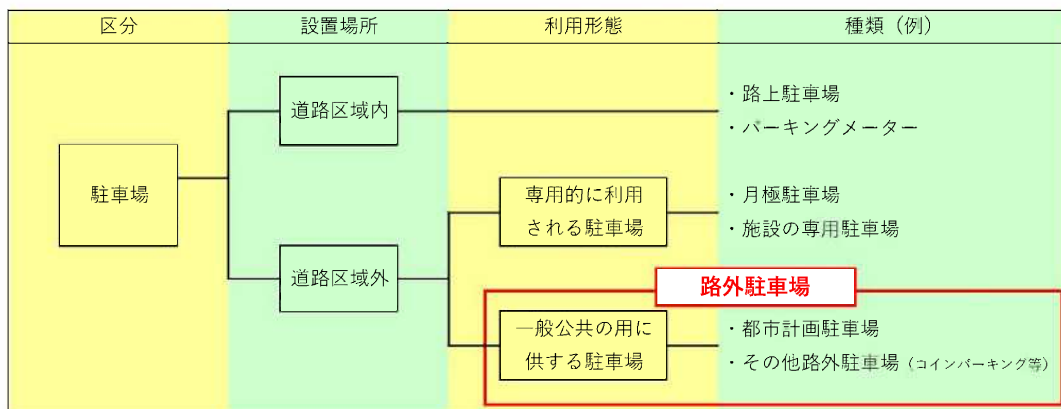 区分 設置場所 利用形態 種類（例）
駐車場
道路区域内
・路上駐車場
・パーキングメーター
道路区域外
専用的に利用
される駐車場
・月極駐車場
・施設の専用駐車場
路外駐車場
一般公共の用に
供する駐車場
・都市計画駐車場
・その他路外駐車場（コインパーキング等）